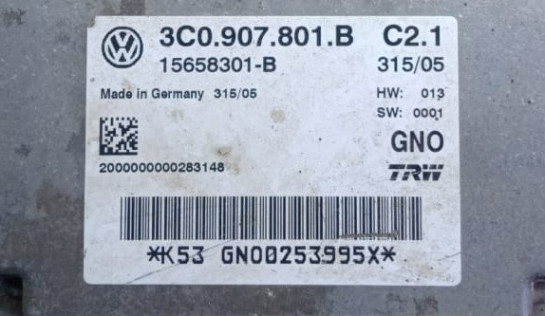 3C0.907.801.B C2.1
15658301-B 315/05
Made in Germany 315/05 HW: 013
SW: 0001
GNO
2000000000283148 TRW
*K53 GNO0253995X*